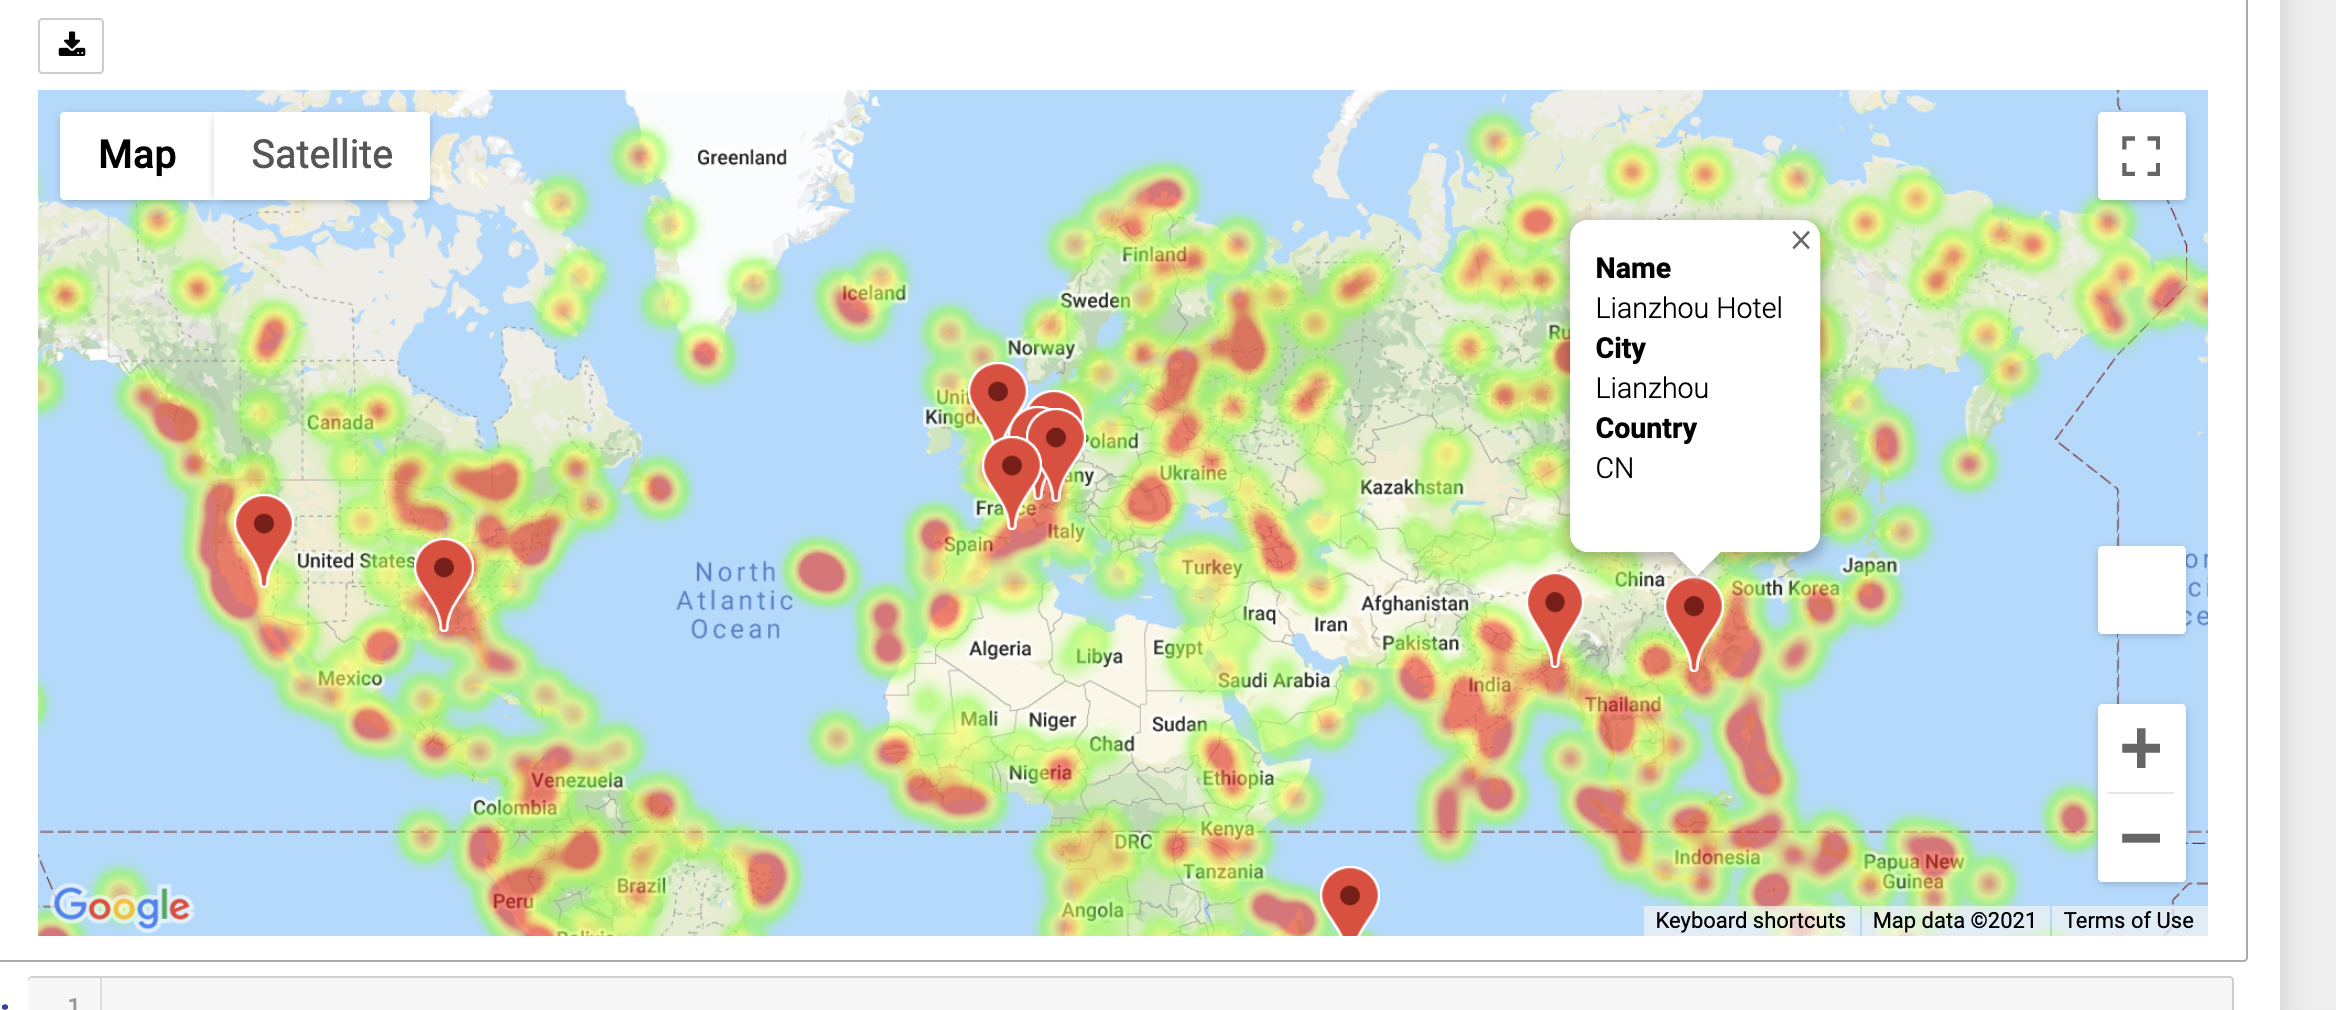 Map
Satellite
Greenland
Iceland
Finland
Sweden
Norway
Name
Lianzhou Hotel
City
Lianzhou
Country
CN
Ru
Canada
Poland
Ukraine
Kazakhstan
France
Italy
Spain
United States
North
Atlantic
Ocean
Turkey
China
Japan
South Korea
Iraq
Iran
Afghanistan
Pakistan
Algeria
Libya
Egypt
Saudi Arabia
India
Thailand
Mexico
Mali
Niger
Sudan
Chad
Nigeria
Ethiopia
Venezuela
Colombia
DRC
Kenya
Tanzania
Indonesia
Papua New
Guinea
Brazil
Peru
Angola
Google
Keyboard shortcuts
Map data ©2021
Terms of Use
1